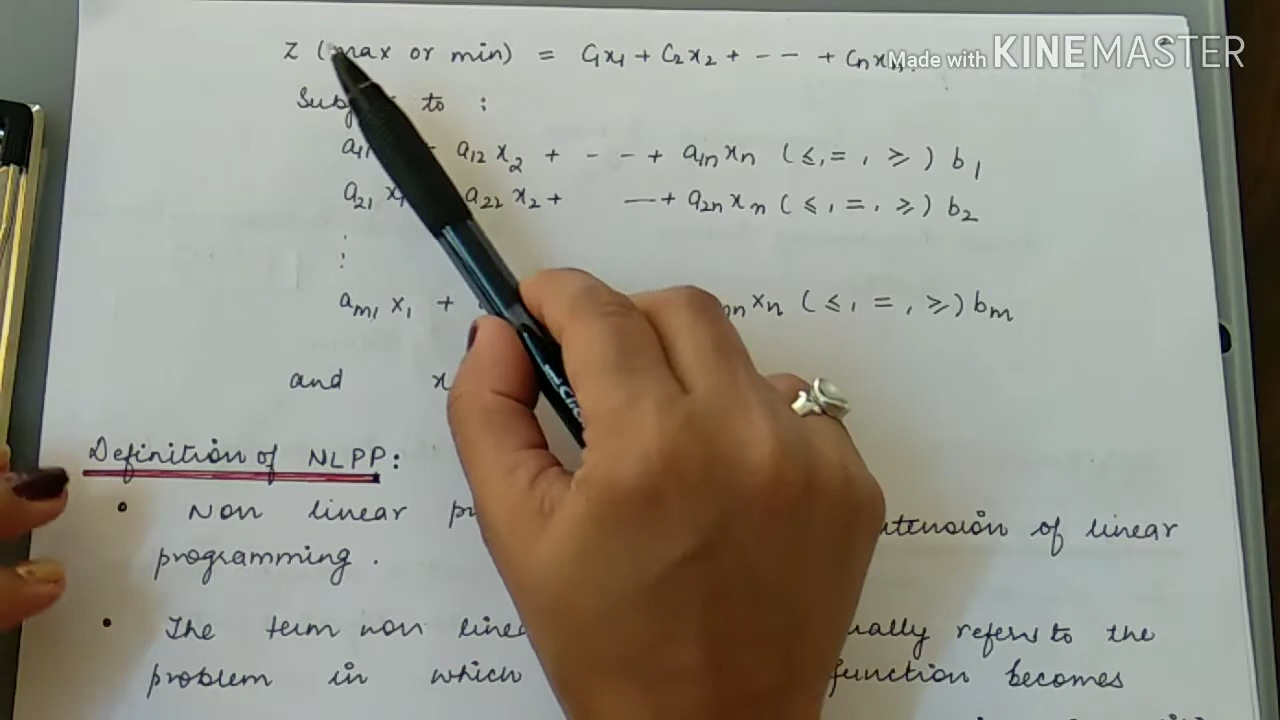 Z (max or min) = C1x1 + C2x2 + - - + Cnxn.
Made with KINEMASTER
to :
a12 x2 + - - + a1n xn (≤, =, ≥) b1
a21 x1 a22 x2 + — + a2n xn (≤, =, ≥) b2
:
am1 x1 + xn (≤, =, ≥) bm
and x
Definition of NLPP:
• Non linear of linear
programming.
• The term non refers to the
problem in which function becomes